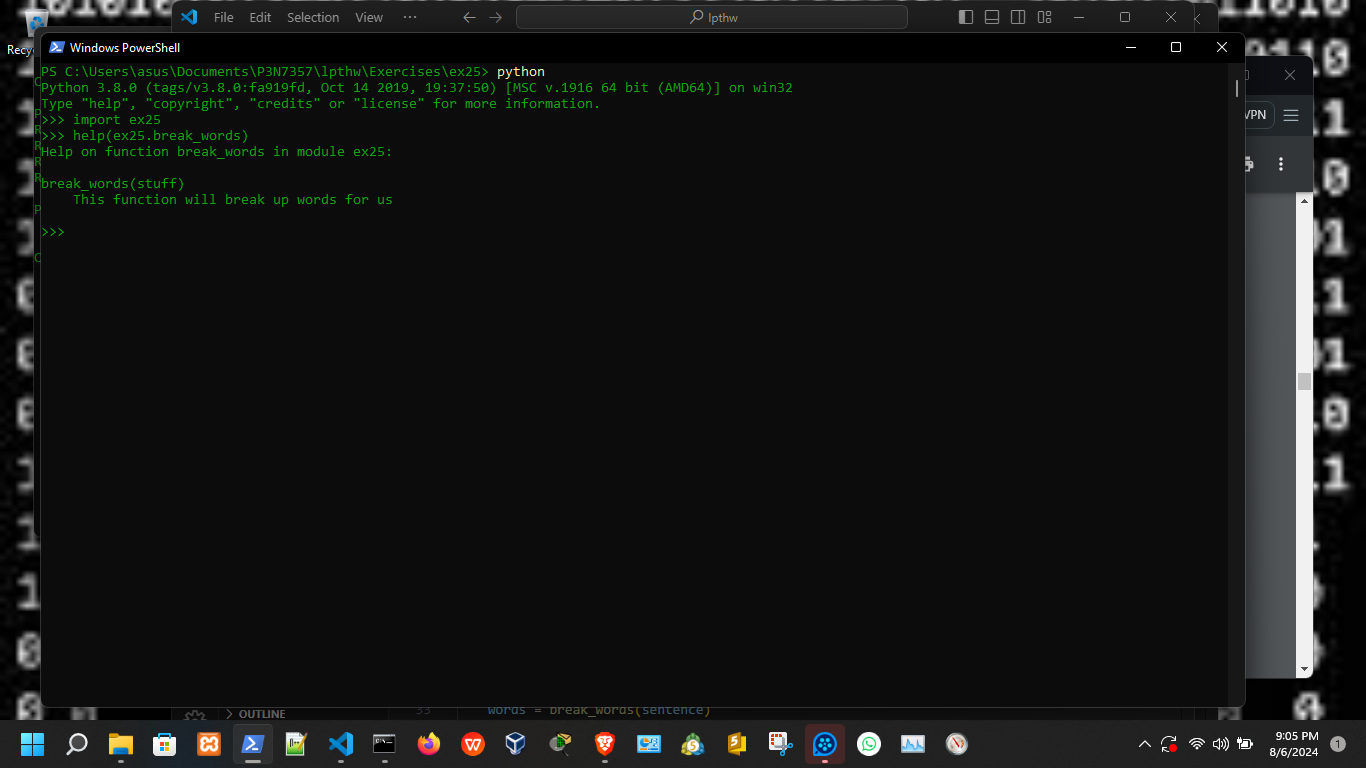 File Edit Selection View ··· lpthw
Recy
Windows PowerShell
PS C:\Users\asus\Documents\P3N7357\lpthw\Exercises\ex25> python
Python 3.8.0 (tags/v3.8.0:fa919fd, Oct 14 2019, 19:37:50) [MSC v.1916 64 bit (AMD64)] on win32
Type "help", "copyright", "credits" or "license" for more information.
>>> import ex25
>>> help(ex25.break_words)
Help on function break_words in module ex25:
break_words(stuff)
This function will break up words for us
>>>
VPN
OUTLINE
33 words = break_words(sentence)
9:05 PM
8/6/2024
1